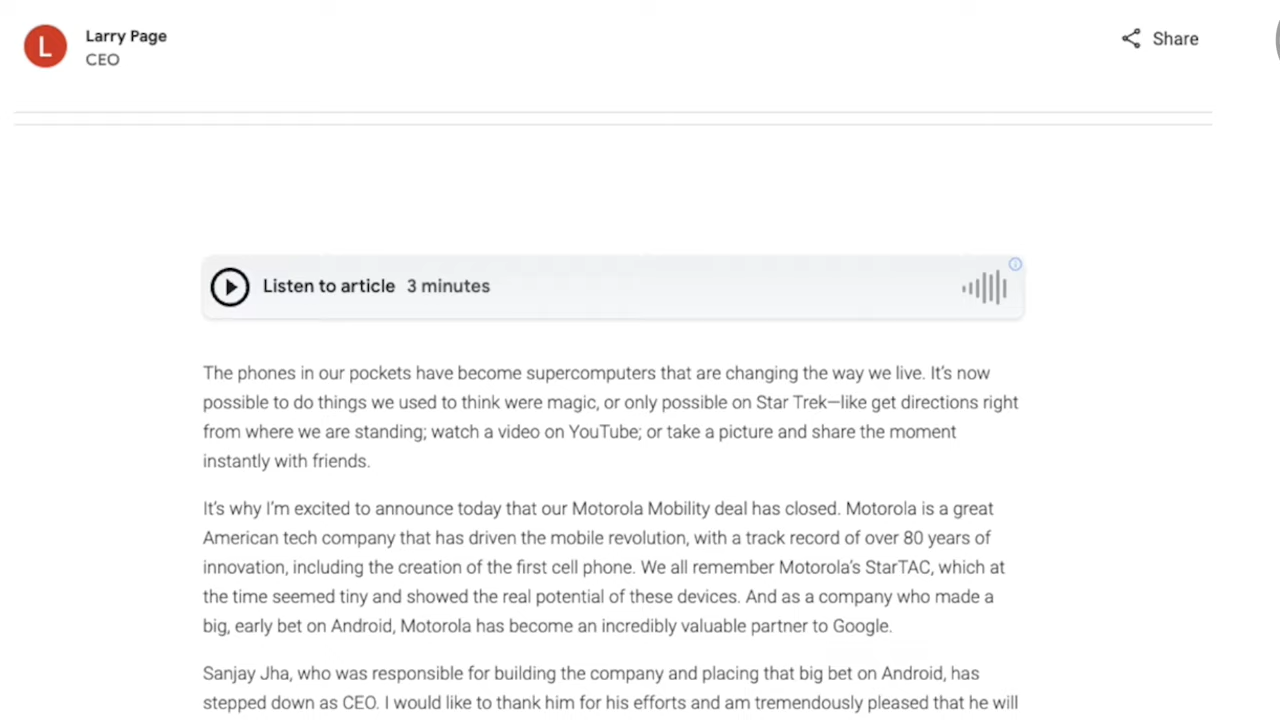 L
Larry Page
CEO
Share
Listen to article 3 minutes
The phones in our pockets have become supercomputers that are changing the way we live. It’s now
possible to do things we used to think were magic, or only possible on Star Trek—like get directions right
from where we are standing; watch a video on YouTube; or take a picture and share the moment
instantly with friends.
It’s why I’m excited to announce today that our Motorola Mobility deal has closed. Motorola is a great
American tech company that has driven the mobile revolution, with a track record of over 80 years of
innovation, including the creation of the first cell phone. We all remember Motorola’s StarTAC, which at
the time seemed tiny and showed the real potential of these devices. And as a company who made a
big, early bet on Android, Motorola has become an incredibly valuable partner to Google.
Sanjay Jha, who was responsible for building the company and placing that big bet on Android, has
stepped down as CEO. I would like to thank him for his efforts and am tremendously pleased that he will